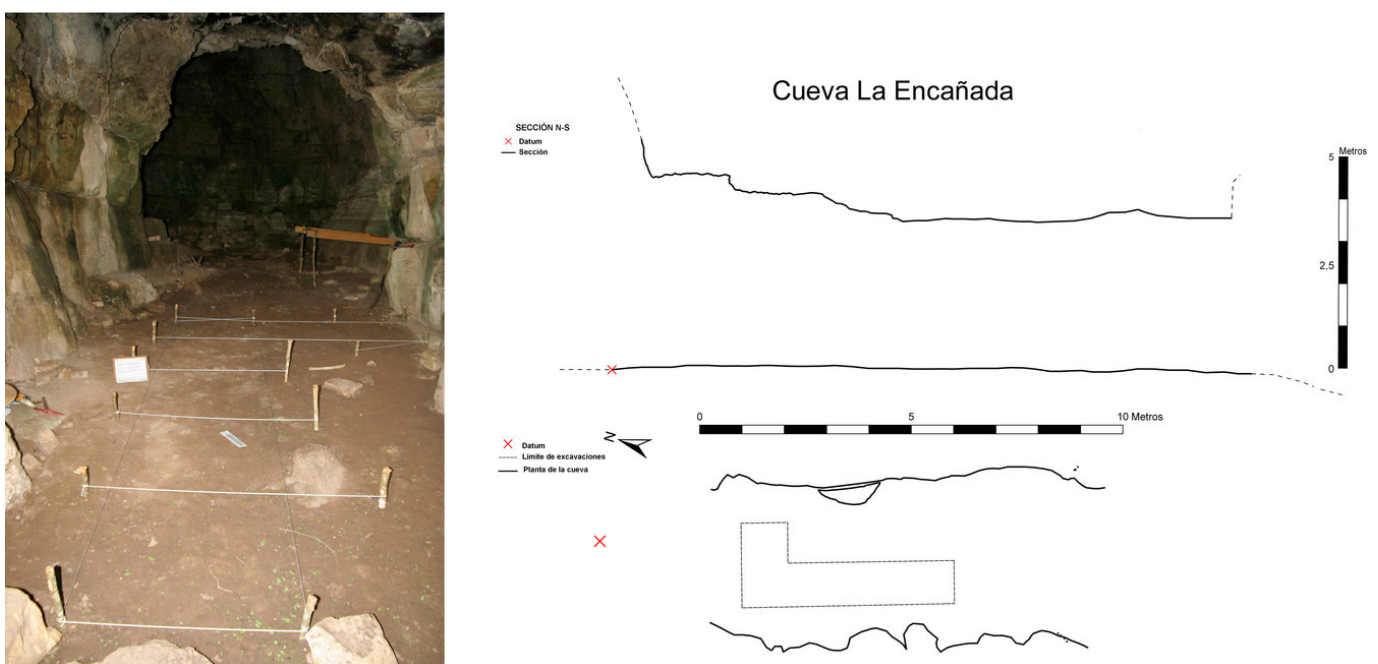 Cueva La Encañada
SECCIÓN N-S
Datum
Sección
5 Metros
2,5
0
0 5 10 Metros
N
Datum
Limite de excavaciones
Planta de la cueva